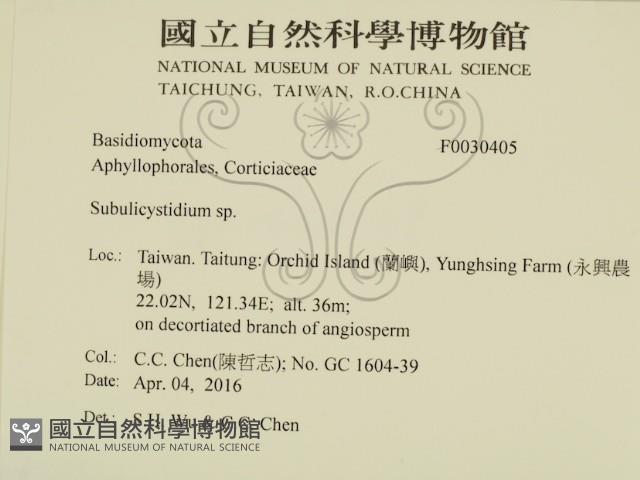 國立自然科學博物館
NATIONAL MUSEUM OF NATURAL SCIENCE
TAICHUNG, TAIWAN, R.O.CHINA
Basidiomycota F0030405
Aphyllophorales, Corticiaceae
Subulicystidium sp.
Loc.: Taiwan. Taitung: Orchid Island (蘭嶼), Yunghsing Farm (永興農
場)
22.02N, 121.34E; alt. 36m;
on decortiated branch of angiosperm
Col.: C.C. Chen(陳哲志); No. GC 1604-39
Date: Apr. 04, 2016
Det.: S.H. Wu & C.C. Chen
國立自然科學博物館
NATIONAL MUSEUM OF NATURAL SCIENCE